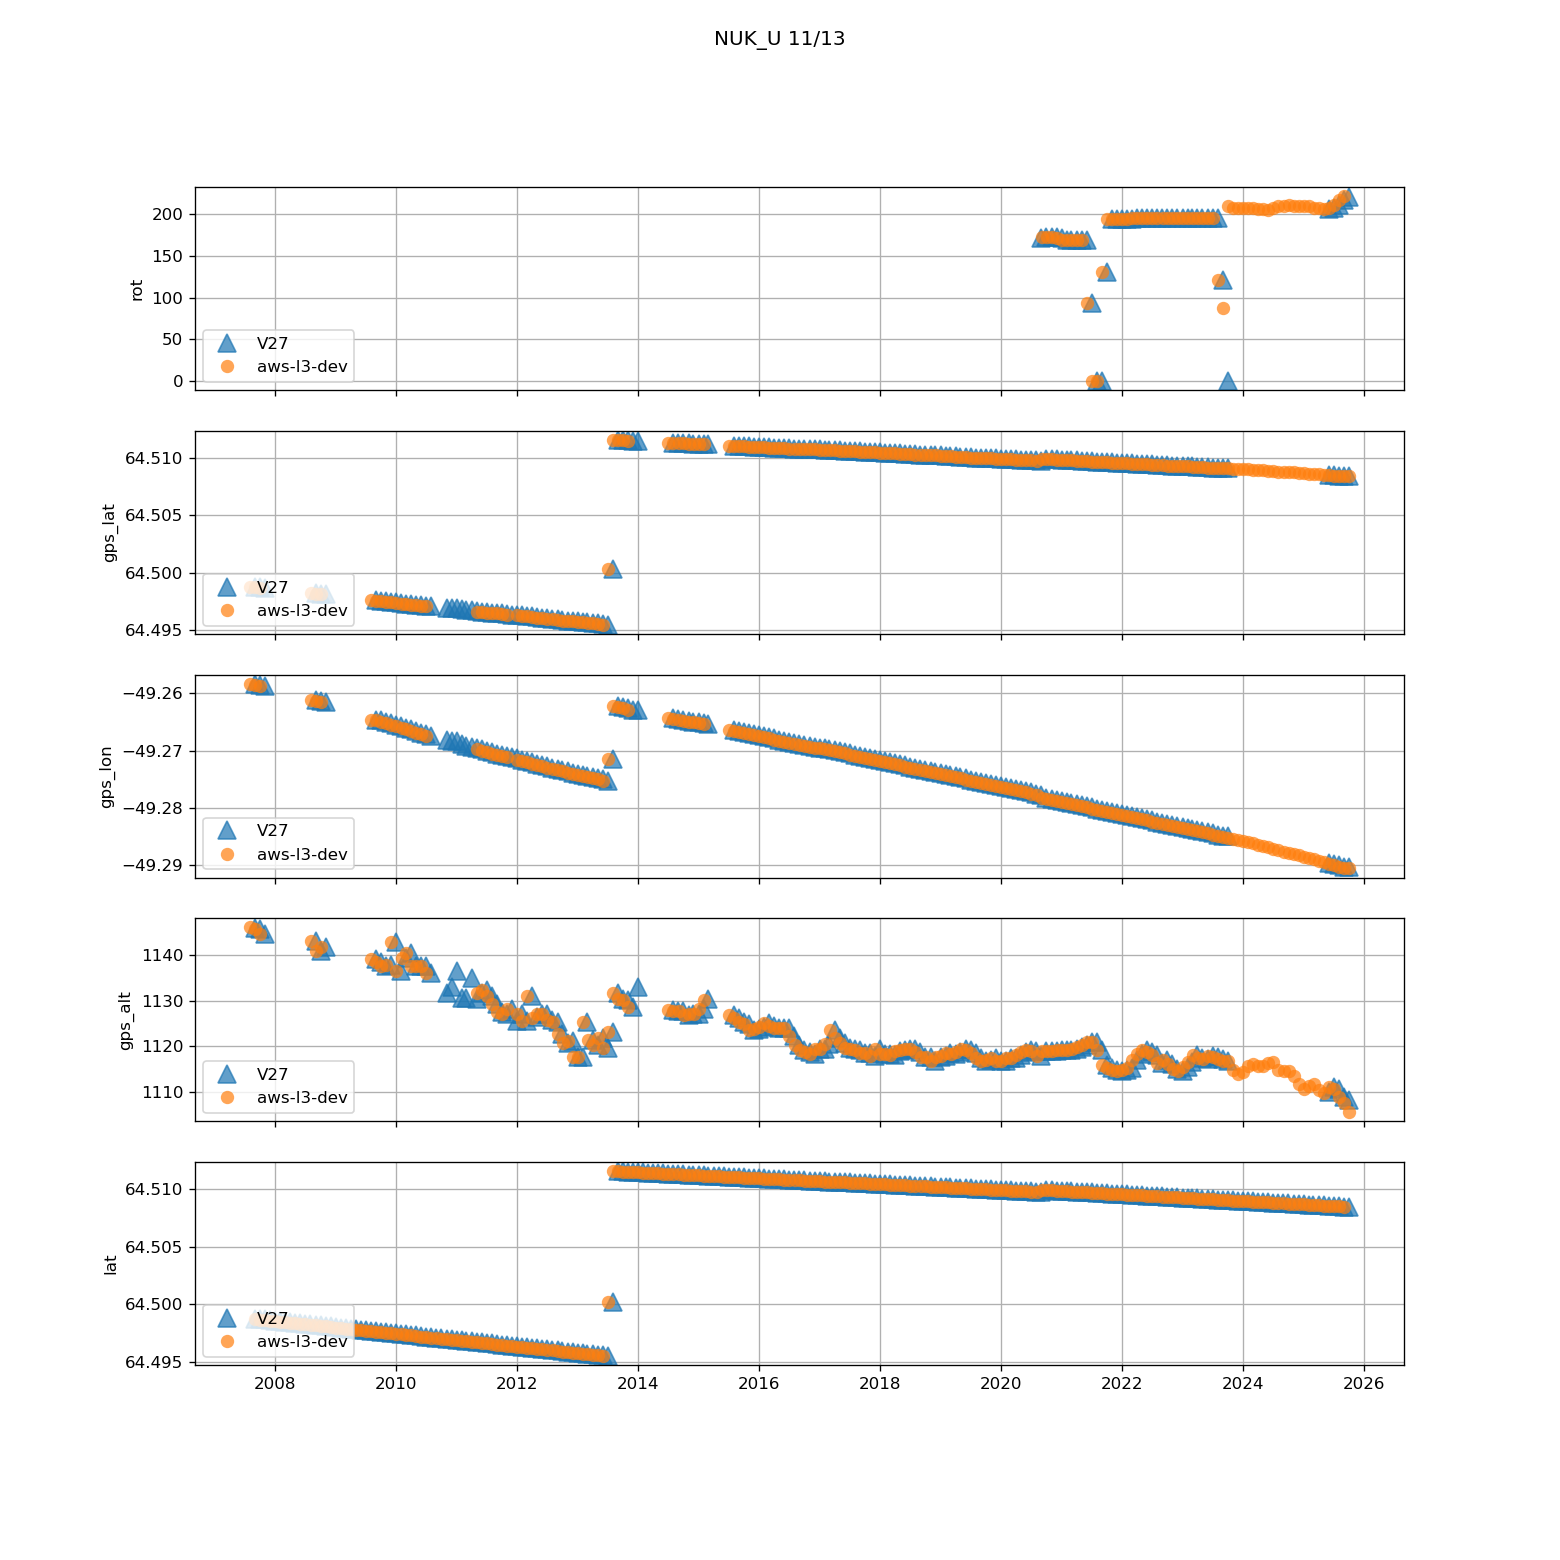 NUK_U 11/13
200
150
100
50
0
rot
V27
aws-l3-dev
64.510
64.505
64.500
64.495
gps_lat
V27
aws-l3-dev
−49.26
−49.27
−49.28
−49.29
gps_lon
V27
aws-l3-dev
1140
1130
1120
1110
gps_alt
V27
aws-l3-dev
64.510
64.505
64.500
64.495
lat
V27
aws-l3-dev
2008 2010 2012 2014 2016 2018 2020 2022 2024 2026